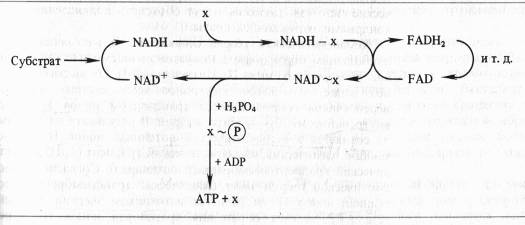 x
NADH → NADH – x FADH₂
Субстрат и т. д.
NAD⁺ NAD ~ x FAD
+ H₃PO₄
x ~ Ⓟ
+ ADP
ATP + x